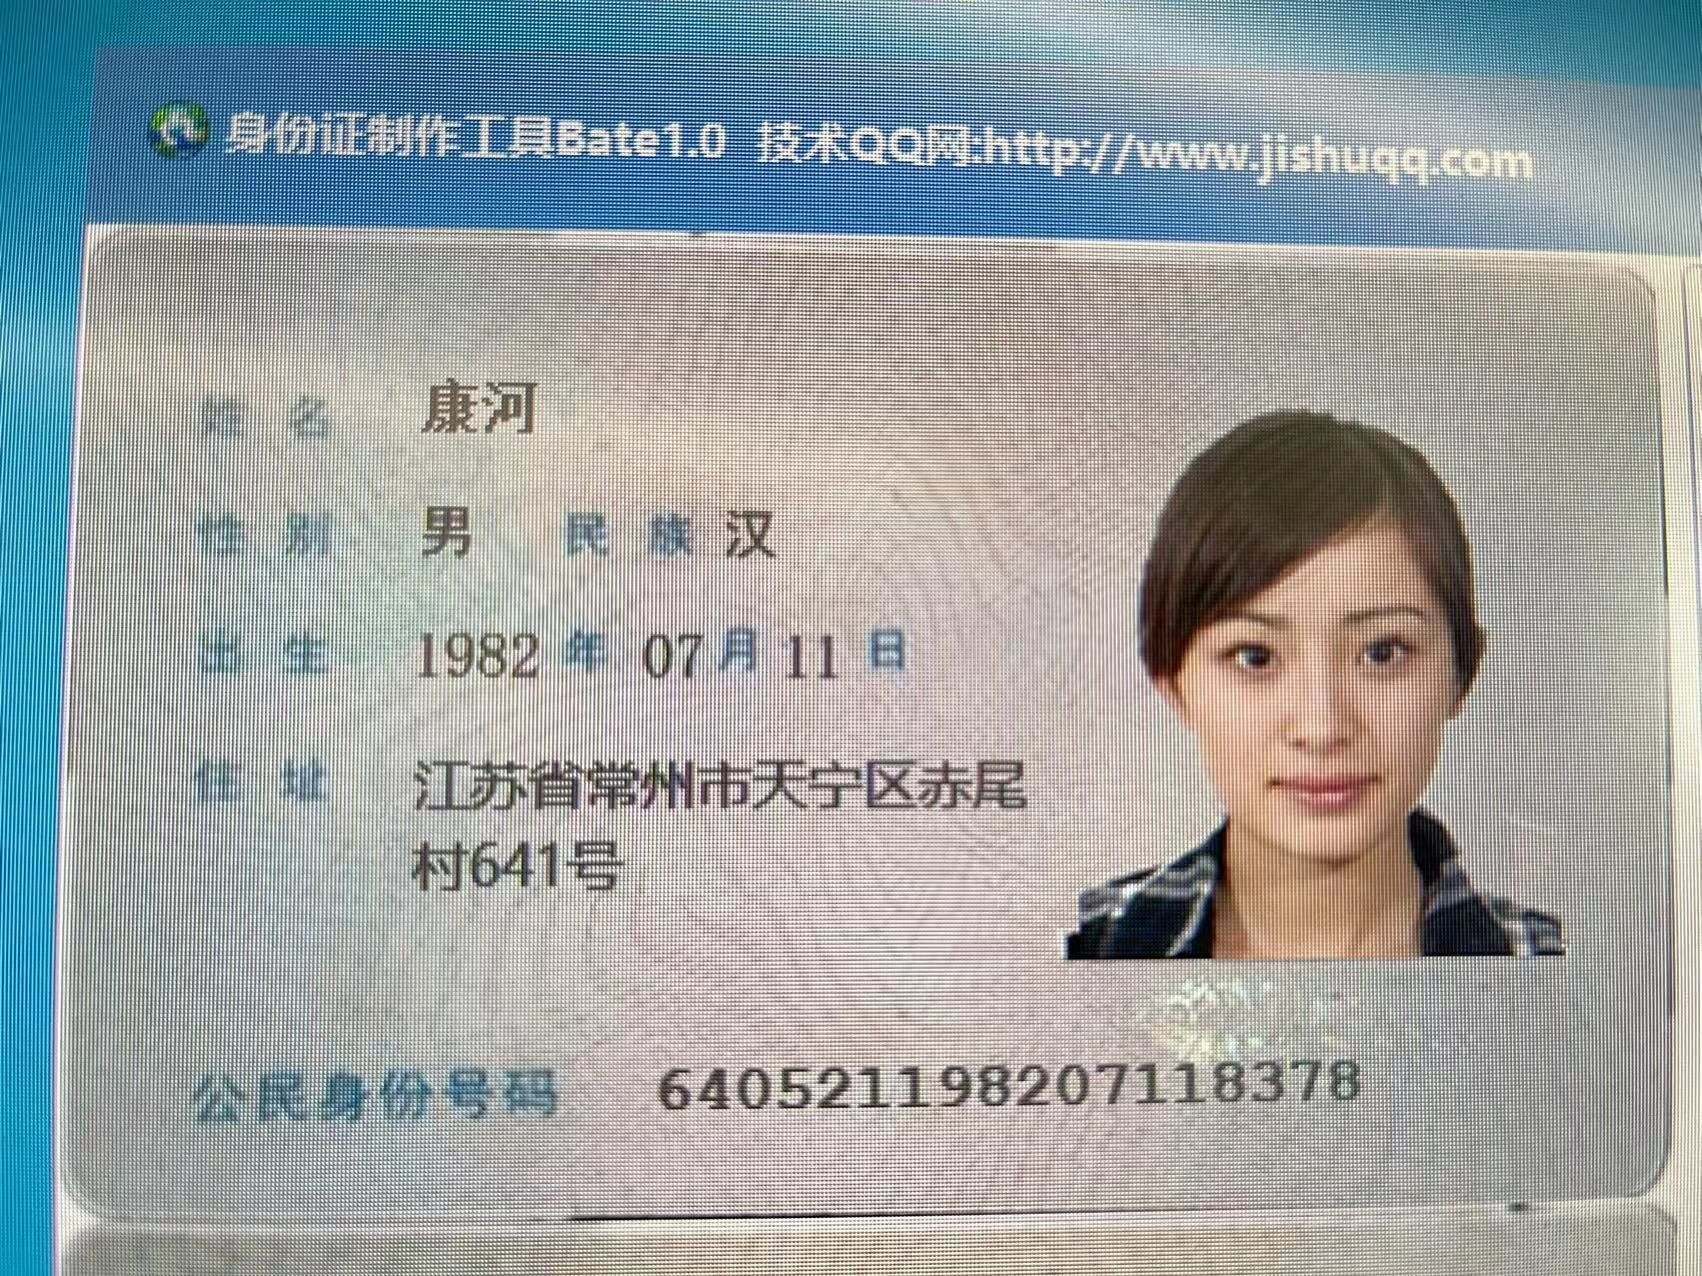 身份证制作工具Bate1.0 技术QQ网:http://www.jishuqq.com
姓 名 康河
性 别 男 民 族 汉
出 生 1982 年 07 月 11 日
住 址 江苏省常州市天宁区赤尾
村641号
公民身份号码 640521198207118378